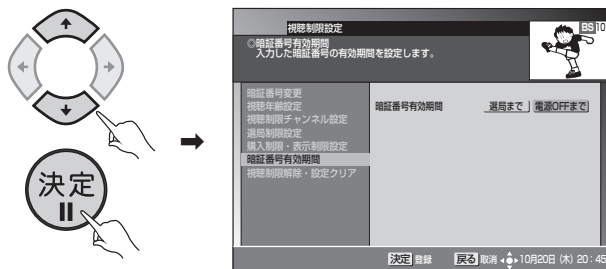 決定
視聴制限設定
BS10
◎暗証番号有効期間
入力した暗証番号の有効期間を設定します。
暗証番号変更
視聴年齢設定
視聴制限チャンネル設定
選局制限設定
購入制限・表示制限設定
暗証番号有効期間
視聴制限解除・設定クリア
暗証番号有効期間 選局まで 電源OFFまで
決定 登録 戻る 取消 10月20日 (木) 20:45